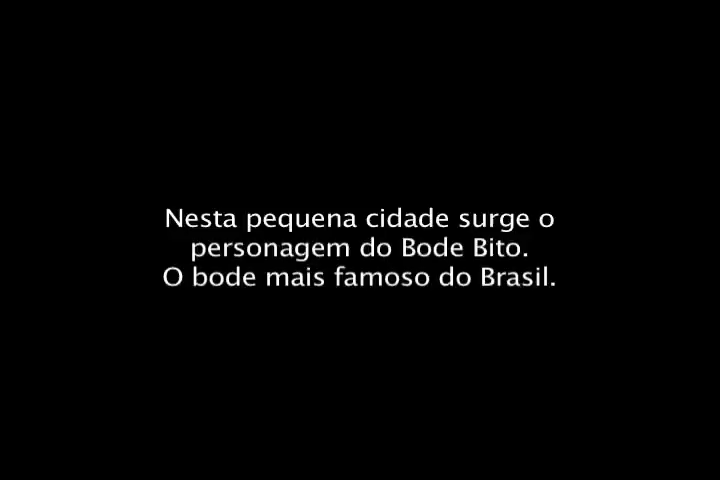 Nesta pequena cidade surge o
personagem do Bode Bito.
O bode mais famoso do Brasil.